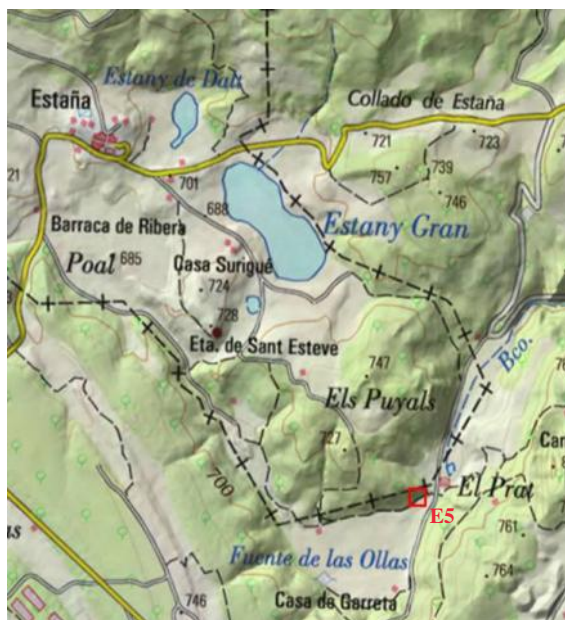 Estany de Dalt
Estaña
Collado de Estaña
721
723
739
757
746
701
688
Barraca de Ribera
Estany Gran
Poal
685
Casa Surigué
724
728
Eta. de Sant Esteve
747
Els Puyals
Bco.
727
700
El Prat
E5
761
Fuente de las Ollas
764
Casa de Garreta
746